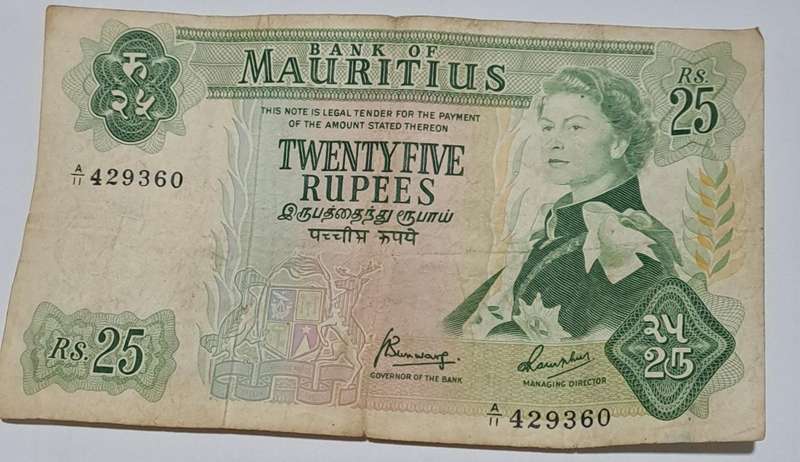 BANK OF
MAURITIUS
रु
२५
Rs.
25
THIS NOTE IS LEGAL TENDER FOR THE PAYMENT
OF THE AMOUNT STATED THEREON
TWENTY FIVE
RUPEES
இருபத்தைந்து ரூபாய்
पच्चीस रुपये
A/11 429360
Rs. 25
GOVERNOR OF THE BANK
MANAGING DIRECTOR
A/11 429360